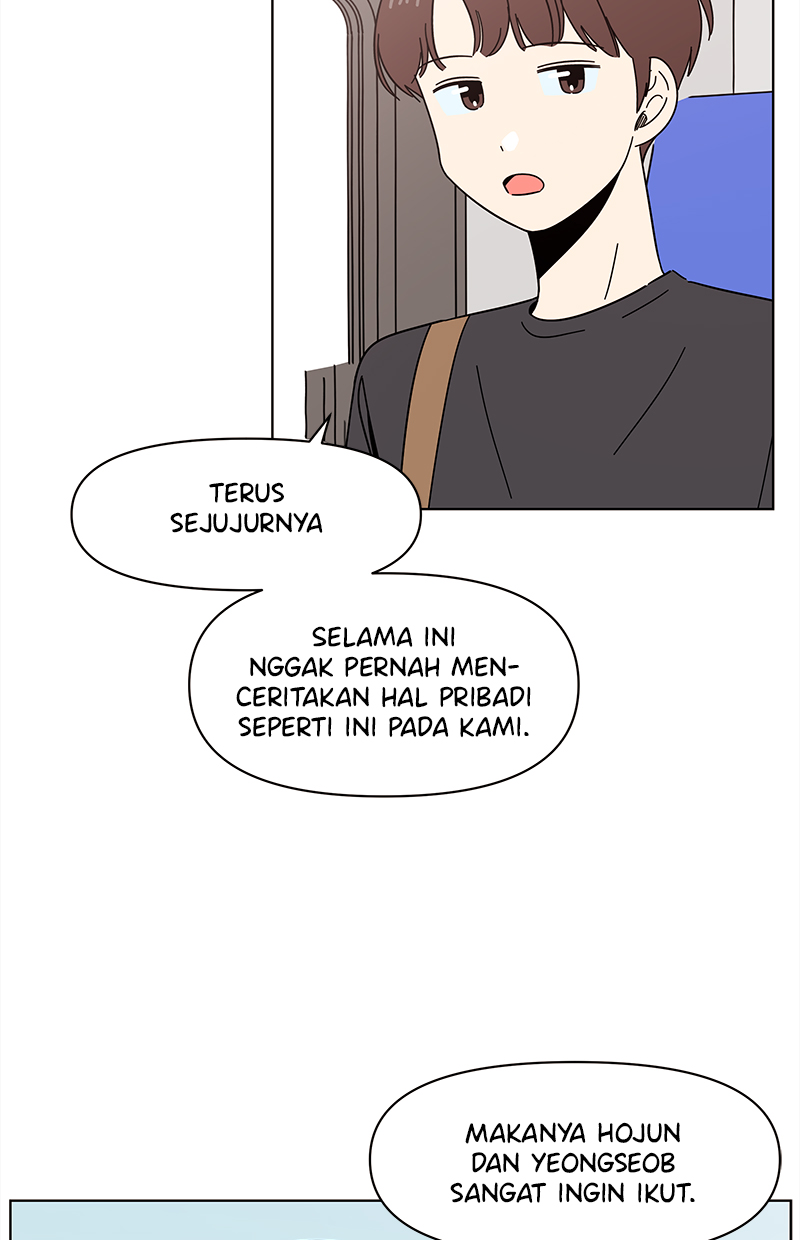 TERUS
SEJUJURNYA
SELAMA INI
NGGAK PERNAH MEN-
CERITAKAN HAL PRIBADI
SEPERTI INI PADA KAMI.
MAKANYA HOJUN
DAN YEONGSEOB
SANGAT INGIN IKUT.